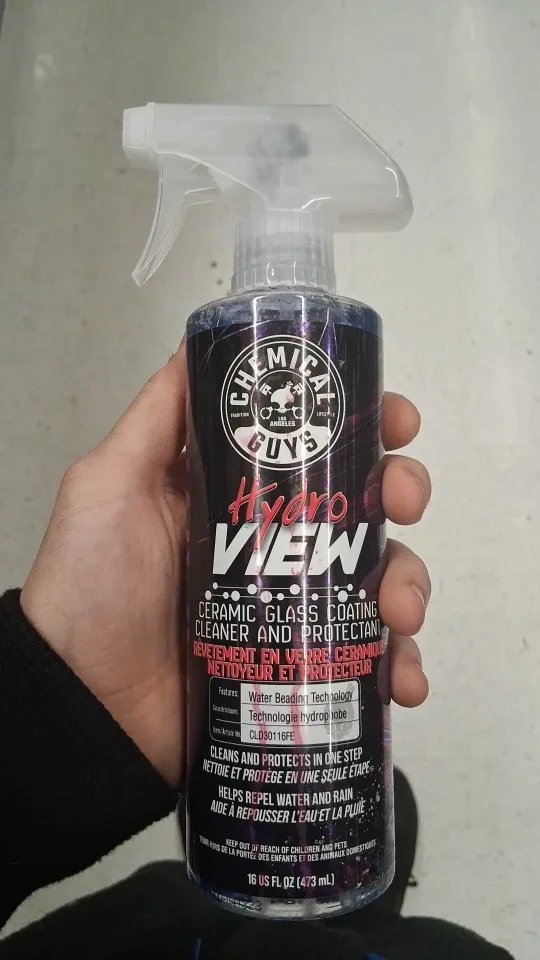 CHEMICAL
TRADITION
LIFESTYLE
LOS
ANGELES
GUYS
Hydro
VIEW
CERAMIC GLASS COATING
CLEANER AND PROTECTANT
REVÊTEMENT EN VERRE CÉRAMIQUE
NETTOYEUR ET PROTECTEUR
Features: Water Beading Technology
Caractéristiques: Technologie hydrophobe
Item/Article No. CLD30116FE
CLEANS AND PROTECTS IN ONE STEP
NETTOIE ET PROTÈGE EN UNE SEULE ÉTAPE
HELPS REPEL WATER AND RAIN
AIDE À REPOUSSER L'EAU ET LA PLUIE
KEEP OUT OF REACH OF CHILDREN AND PETS
TENIR HORS DE LA PORTÉE DES ENFANTS ET DES ANIMAUX DOMESTIQUES
16 US FL OZ (473 mL)